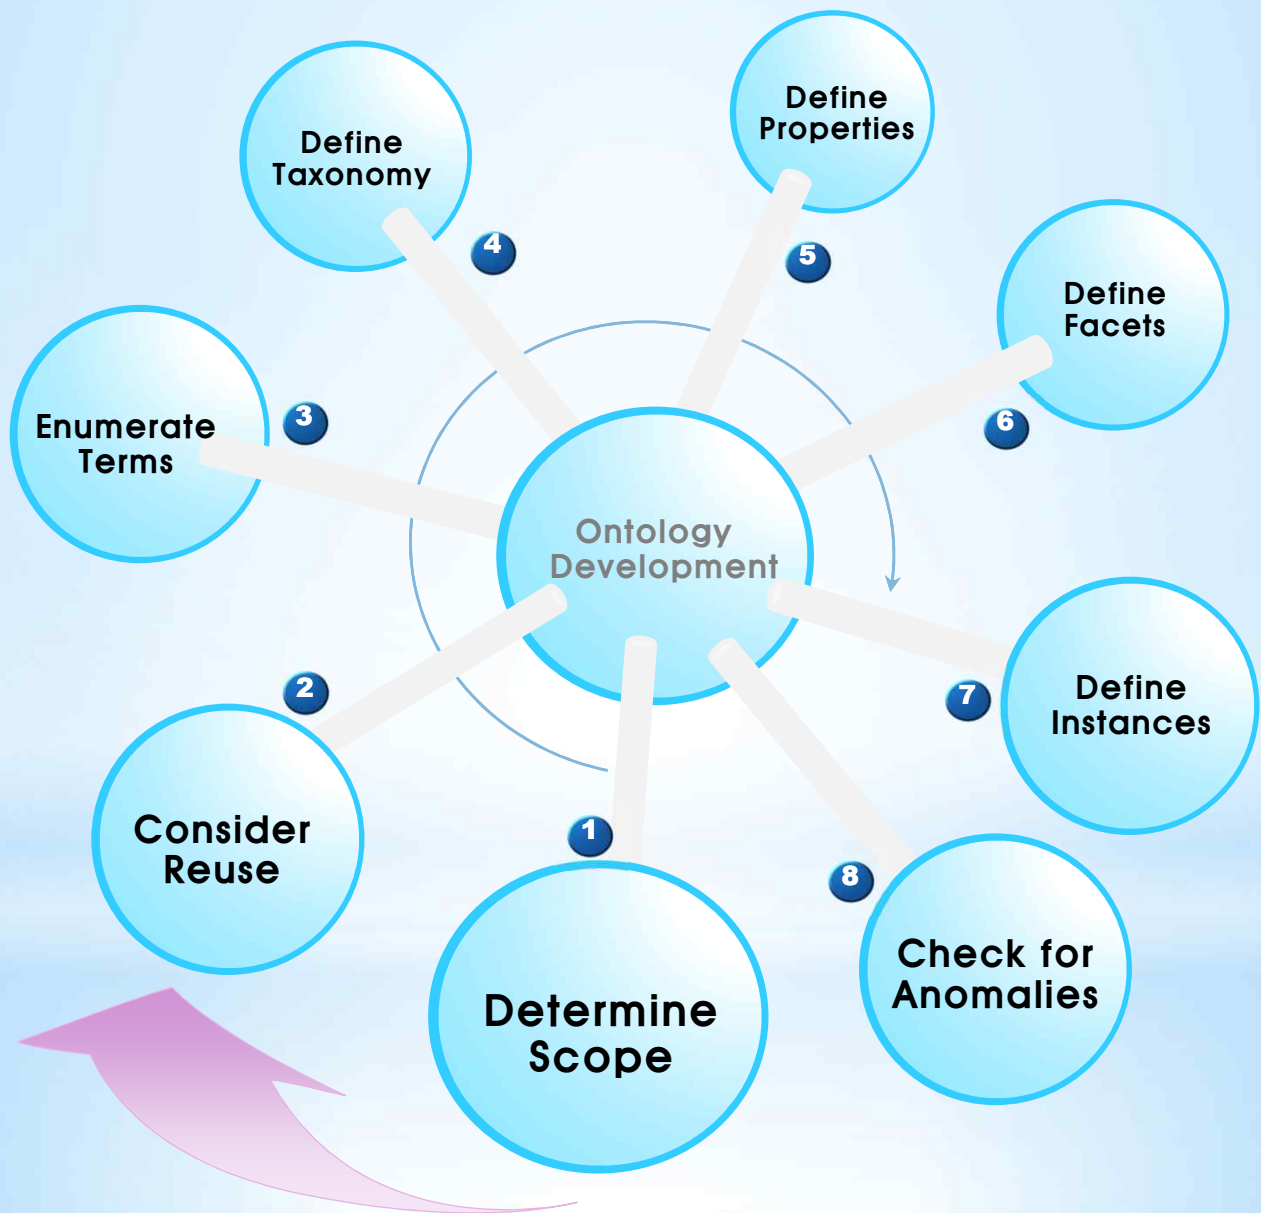 Define
Properties
Define
Taxonomy
4
5
Define
Facets
3
6
Enumerate
Terms
Ontology
Development
2
7
Define
Instances
Consider
Reuse
1
8
Check for
Anomalies
Determine
Scope